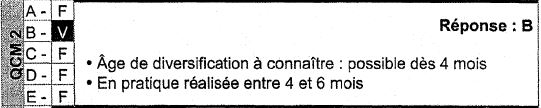 QCM 2
A - F
B - V
C - F
D - F
E - F
Réponse : B
• Âge de diversification à connaître : possible dès 4 mois
• En pratique réalisée entre 4 et 6 mois